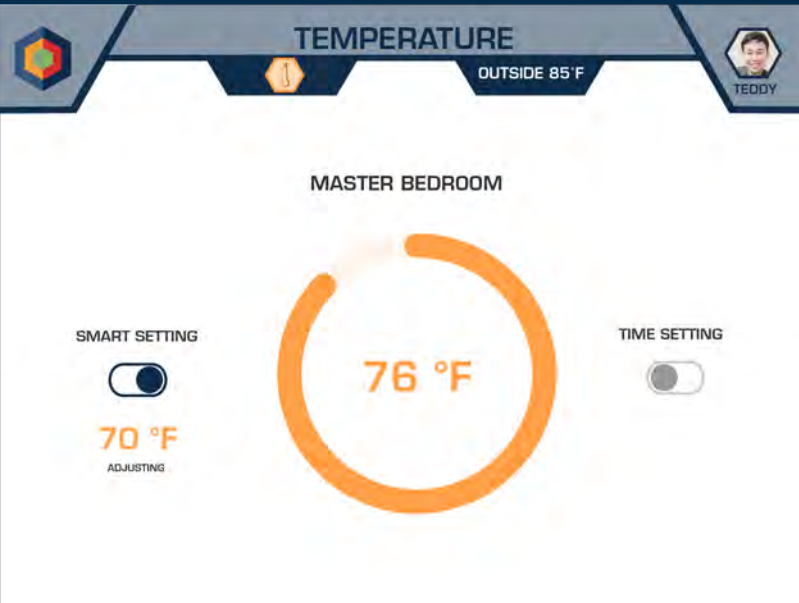 TEMPERATURE
OUTSIDE 85°F
TEDDY
MASTER BEDROOM
SMART SETTING
70 °F
ADJUSTING
76 °F
TIME SETTING